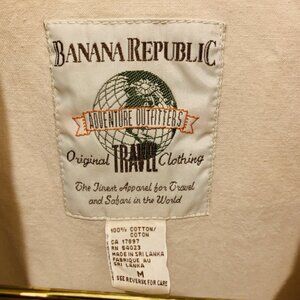 BANANA REPUBLIC
ADVENTURE OUTFITTERS
Original TRAVEL Clothing
The Finest Apparel for Travel
and Safari in the World
100% COTTON/
COTON
CA 17897
RN 54023
MADE IN SRI LANKA
FABRIQUE AU
SRI LANKA
M
SEE REVERSE FOR CARE